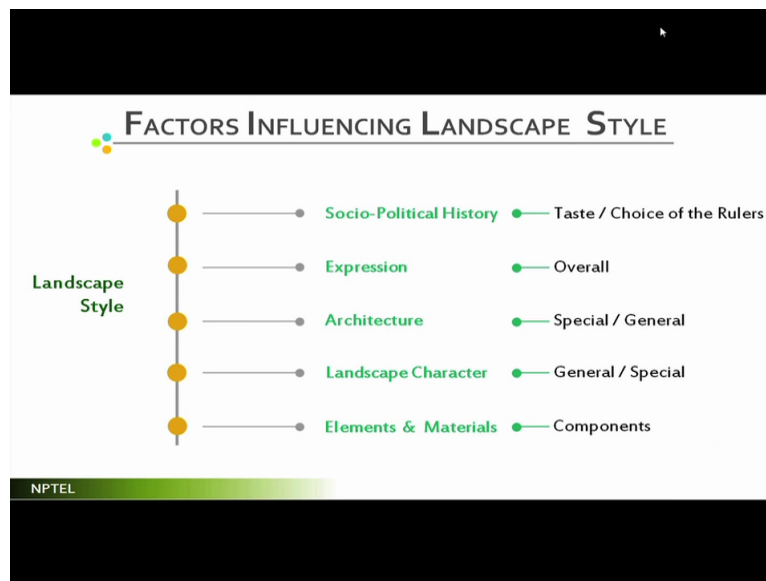 Factors Influencing Landscape Style
Socio-Political History Taste / Choice of the Rulers
Expression Overall
Landscape
Style
Architecture Special / General
Landscape Character General / Special
Elements & Materials Components
NPTEL